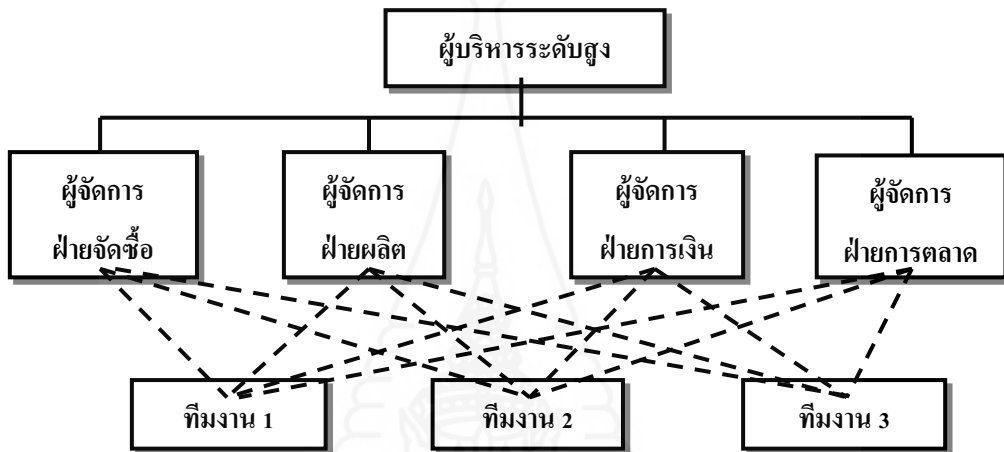 ผู้บริหารระดับสูง
ผู้จัดการ
ฝ่ายจัดซื้อ
ผู้จัดการ
ฝ่ายผลิต
ผู้จัดการ
ฝ่ายการเงิน
ผู้จัดการ
ฝ่ายการตลาด
ทีมงาน 1
ทีมงาน 2
ทีมงาน 3